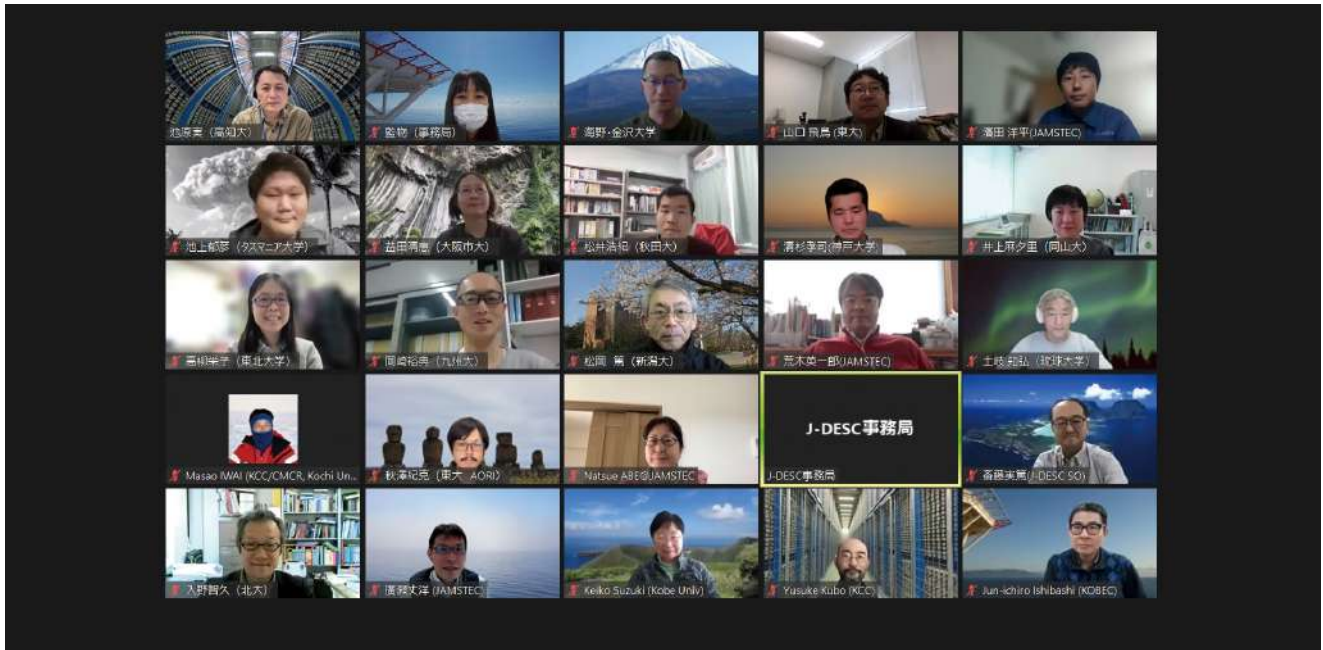 池原実（高知大）
監物（事務局）
海野・金沢大学
山口 飛鳥 (東大)
濱田 洋平(JAMSTEC)
池上郁彦（タスマニア大学）
益田晴恵（大阪市大）
松井浩紀（秋田大）
清杉孝司(神戸大学
井上麻夕里（岡山大）
高柳栄子（東北大学）
岡崎裕典（九州大）
松岡 篤（新潟大）
荒木英一郎(JAMSTEC)
土岐知弘（琉球大学）
Masao IWAI (KCC/CMCR, Kochi Un...
秋澤紀克（東大 AORI）
Natsue ABE@JAMSTEC
J-DESC事務局
J-DESC事務局
斎藤実篤(J-DESC SO)
入野智久（北大）
廣瀬丈洋 (JAMSTEC)
Keiko Suzuki (Kobe Univ)
Yusuke Kubo (KCC)
Jun-ichiro Ishibashi (KOBEC)